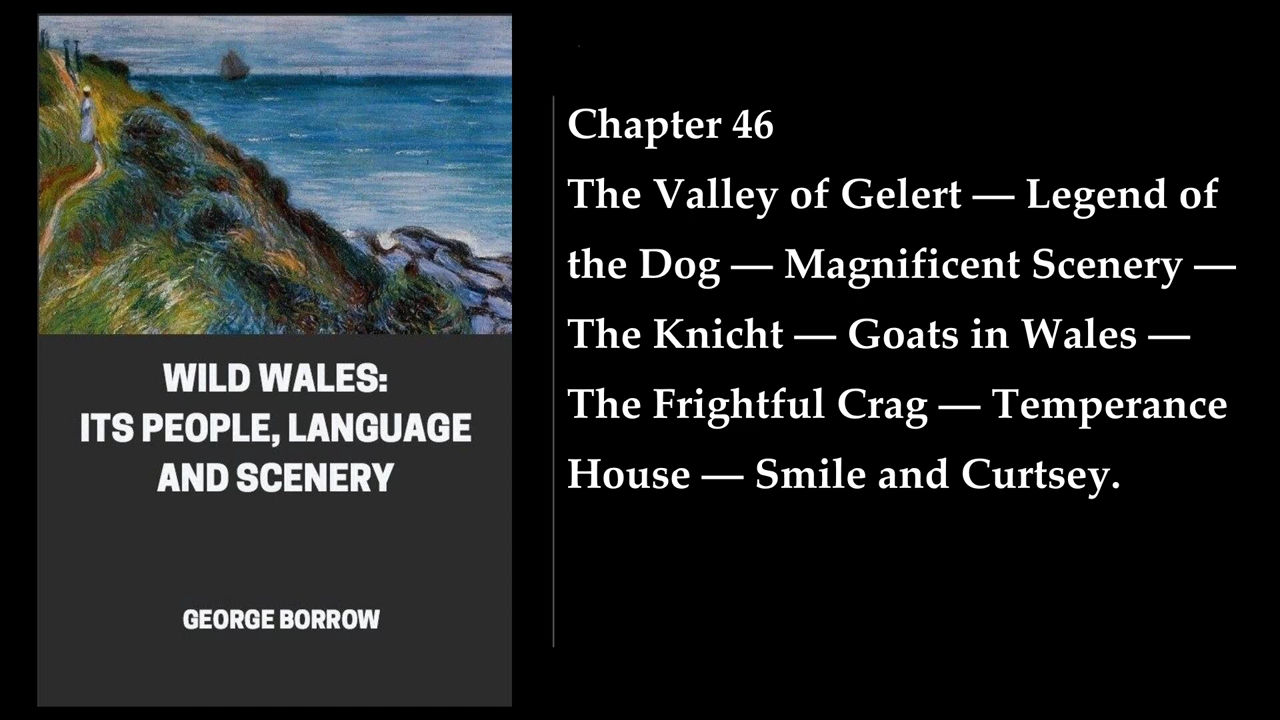 WILD WALES:
ITS PEOPLE, LANGUAGE
AND SCENERY
GEORGE BORROW
Chapter 46
The Valley of Gelert — Legend of
the Dog — Magnificent Scenery —
The Knicht — Goats in Wales —
The Frightful Crag — Temperance
House — Smile and Curtsey.